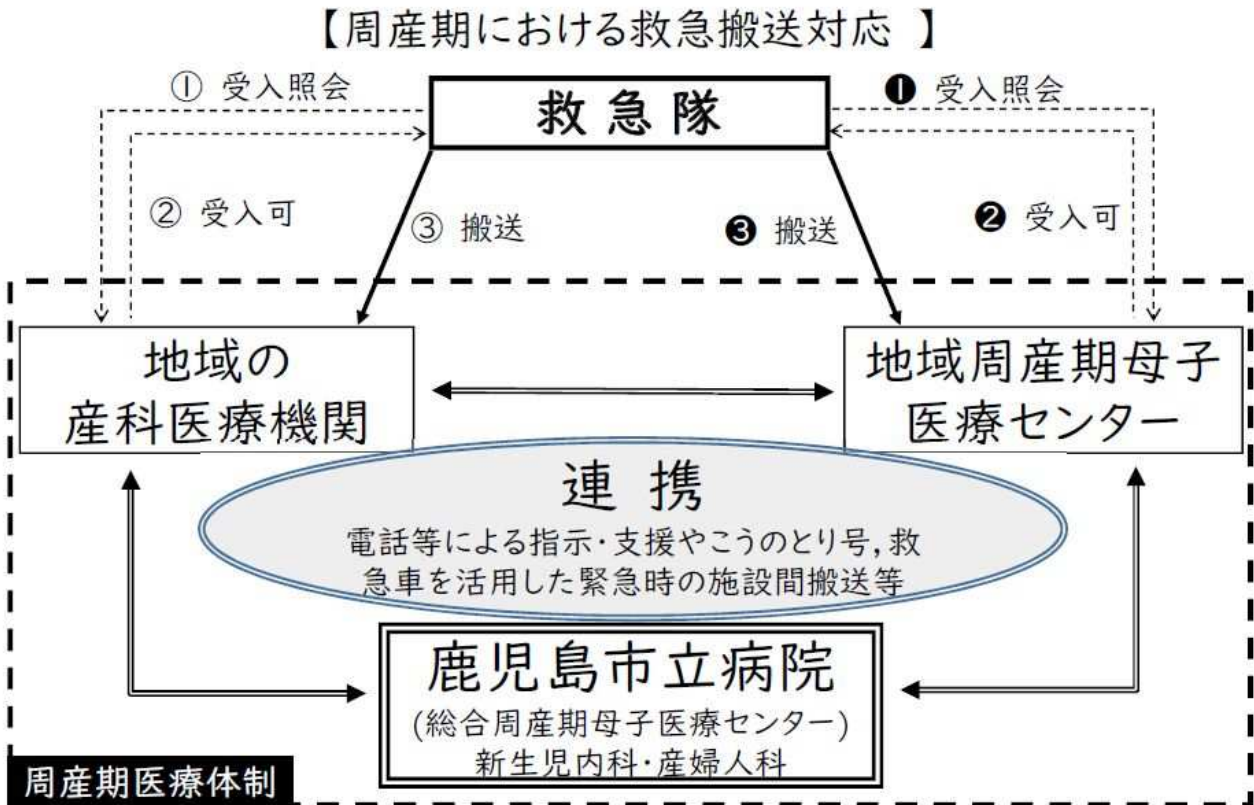 【周産期における救急搬送対応 】
① 受入照会
救急隊
❶ 受入照会
② 受入可
③ 搬送
❸ 搬送
❷ 受入可
地域の
産科医療機関
地域周産期母子
医療センター
連 携
電話等による指示・支援やこうのとり号,救
急車を活用した緊急時の施設間搬送等
鹿児島市立病院
(総合周産期母子医療センター)
新生児内科・産婦人科
周産期医療体制